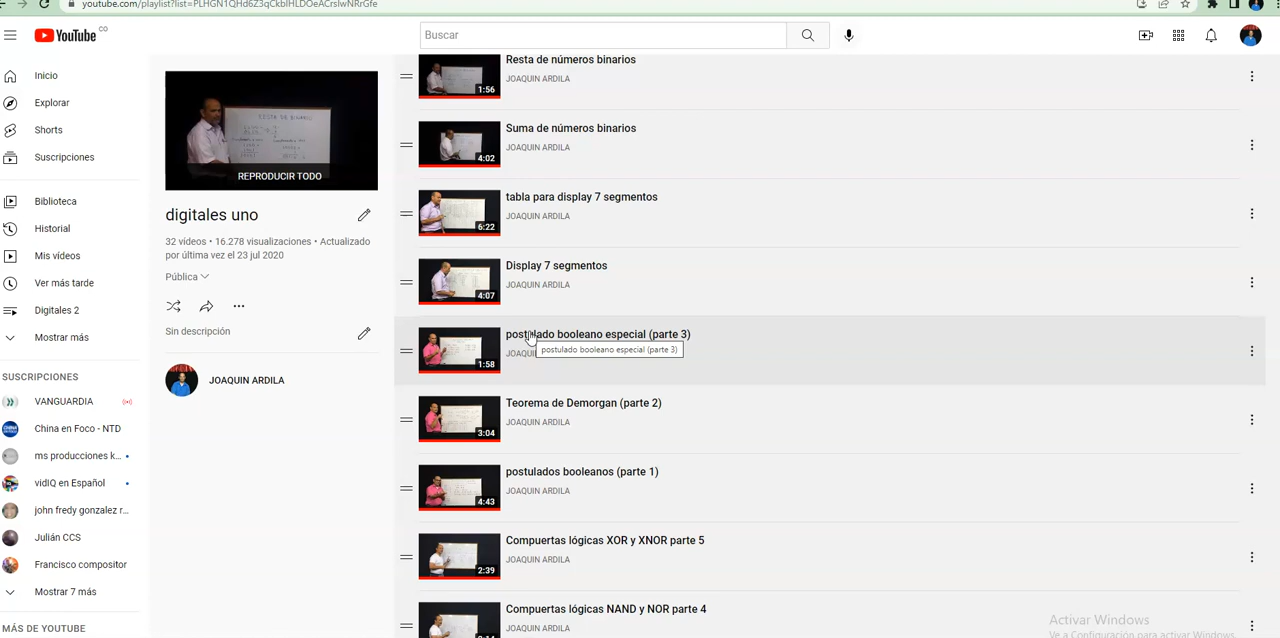 youtube.com/playlist?list=PLHGN1QHd6Z3qCkblHLDOeACrsIwNRrGfe
YouTube CO
Buscar
Inicio
Explorar
Shorts
Suscripciones
Biblioteca
Historial
Mis vídeos
Ver más tarde
Digitales 2
Mostrar más
SUSCRIPCIONES
VANGUARDIA
China en Foco - NTD
ms producciones k...
vidIQ en Español
john fredy gonzalez r...
Julián CCS
Francisco compositor
Mostrar 7 más
MÁS DE YOUTUBE
RESTA DE BINARIO
REPRODUCIR TODO
digitales uno
32 vídeos • 16.278 visualizaciones • Actualizado
por última vez el 23 jul 2020
Pública
Sin descripción
JOAQUIN ARDILA
Resta de números binarios
JOAQUIN ARDILA
1:56
Suma de números binarios
JOAQUIN ARDILA
4:02
tabla para display 7 segmentos
JOAQUIN ARDILA
6:22
Display 7 segmentos
JOAQUIN ARDILA
4:07
postulado booleano especial (parte 3)
postulado booleano especial (parte 3)
JOAQUI
1:58
Teorema de Demorgan (parte 2)
JOAQUIN ARDILA
3:04
postulados booleanos (parte 1)
JOAQUIN ARDILA
4:43
Compuertas lógicas XOR y XNOR parte 5
JOAQUIN ARDILA
2:39
Compuertas lógicas NAND y NOR parte 4
JOAQUIN ARDILA
Activar Windows
Ve a Configuración para activar Windows.